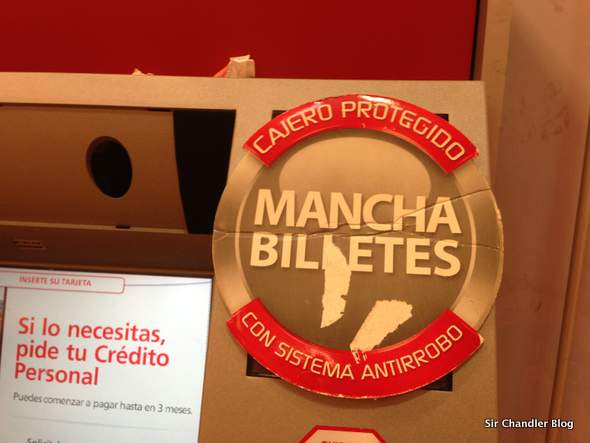 CAJERO PROTEGIDO
MANCHA
BILLETES
CON SISTEMA ANTIRROBO
INSERTE SU TARJETA
Si lo necesitas,
pide tu Crédito
Personal
Puedes comenzar a pagar hasta en 3 meses.
Sir Chandler Blog